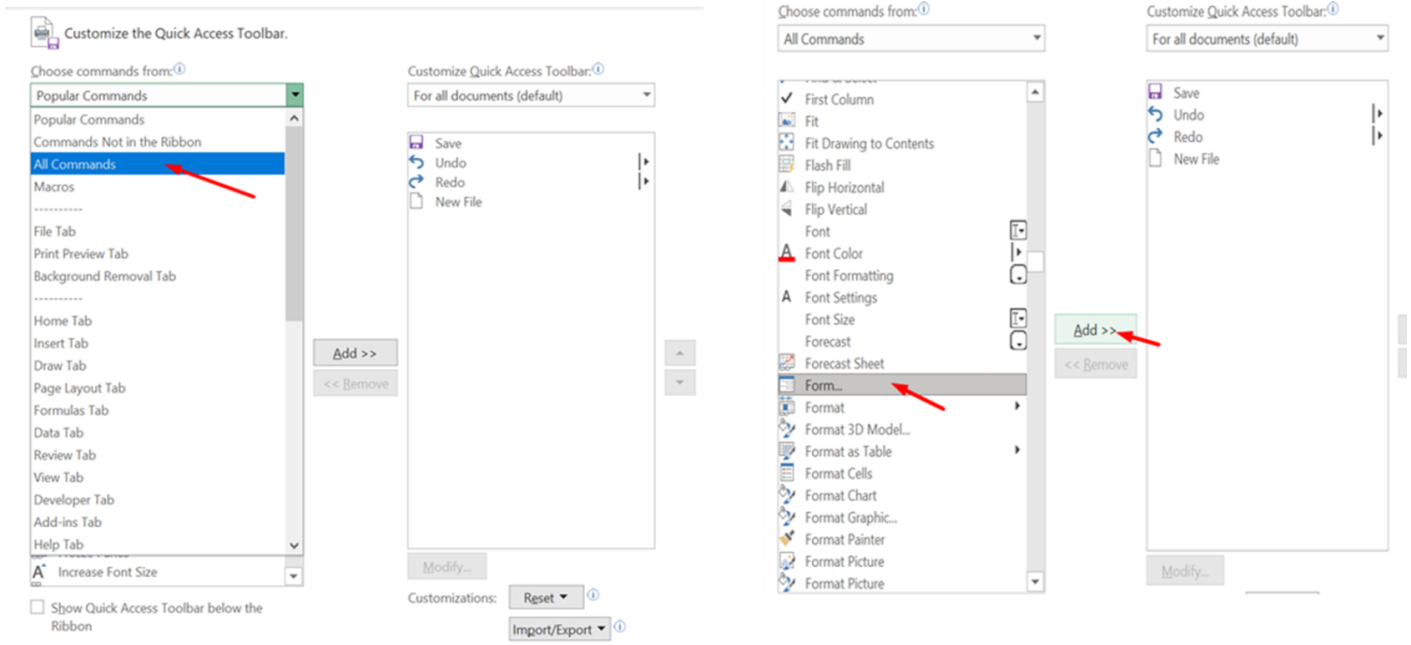 Customize the Quick Access Toolbar.
Choose commands from:
Popular Commands
Popular Commands
Commands Not in the Ribbon
All Commands
Macros
----------
File Tab
Print Preview Tab
Background Removal Tab
----------
Home Tab
Insert Tab
Draw Tab
Page Layout Tab
Formulas Tab
Data Tab
Review Tab
View Tab
Developer Tab
Add-ins Tab
Help Tab
Increase Font Size
Show Quick Access Toolbar below the
Ribbon
Add >>
<< Remove
Customize Quick Access Toolbar:
For all documents (default)
Save
Undo
Redo
New File
Modify...
Customizations:
Reset
Import/Export
Choose commands from:
All Commands
First Column
Fit
Fit Drawing to Contents
Flash Fill
Flip Horizontal
Flip Vertical
Font
Font Color
Font Formatting
Font Settings
Font Size
Forecast
Forecast Sheet
Form...
Format
Format 3D Model...
Format as Table
Format Cells
Format Chart
Format Graphic...
Format Painter
Format Picture
Format Picture
Add >>
<< Remove
Customize Quick Access Toolbar:
For all documents (default)
Save
Undo
Redo
New File
Modify...